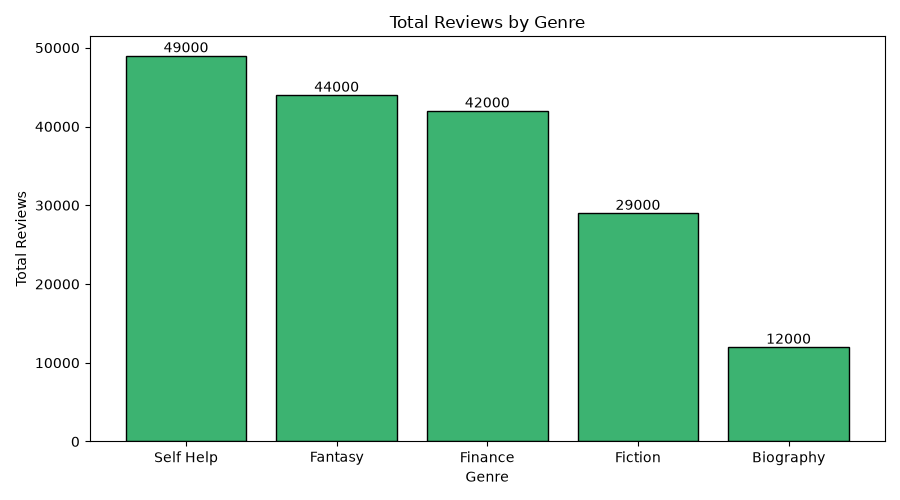 Total Reviews by Genre
Total Reviews
50000
40000
30000
20000
10000
0
49000
44000
42000
29000
12000
Self Help
Fantasy
Finance
Fiction
Biography
Genre